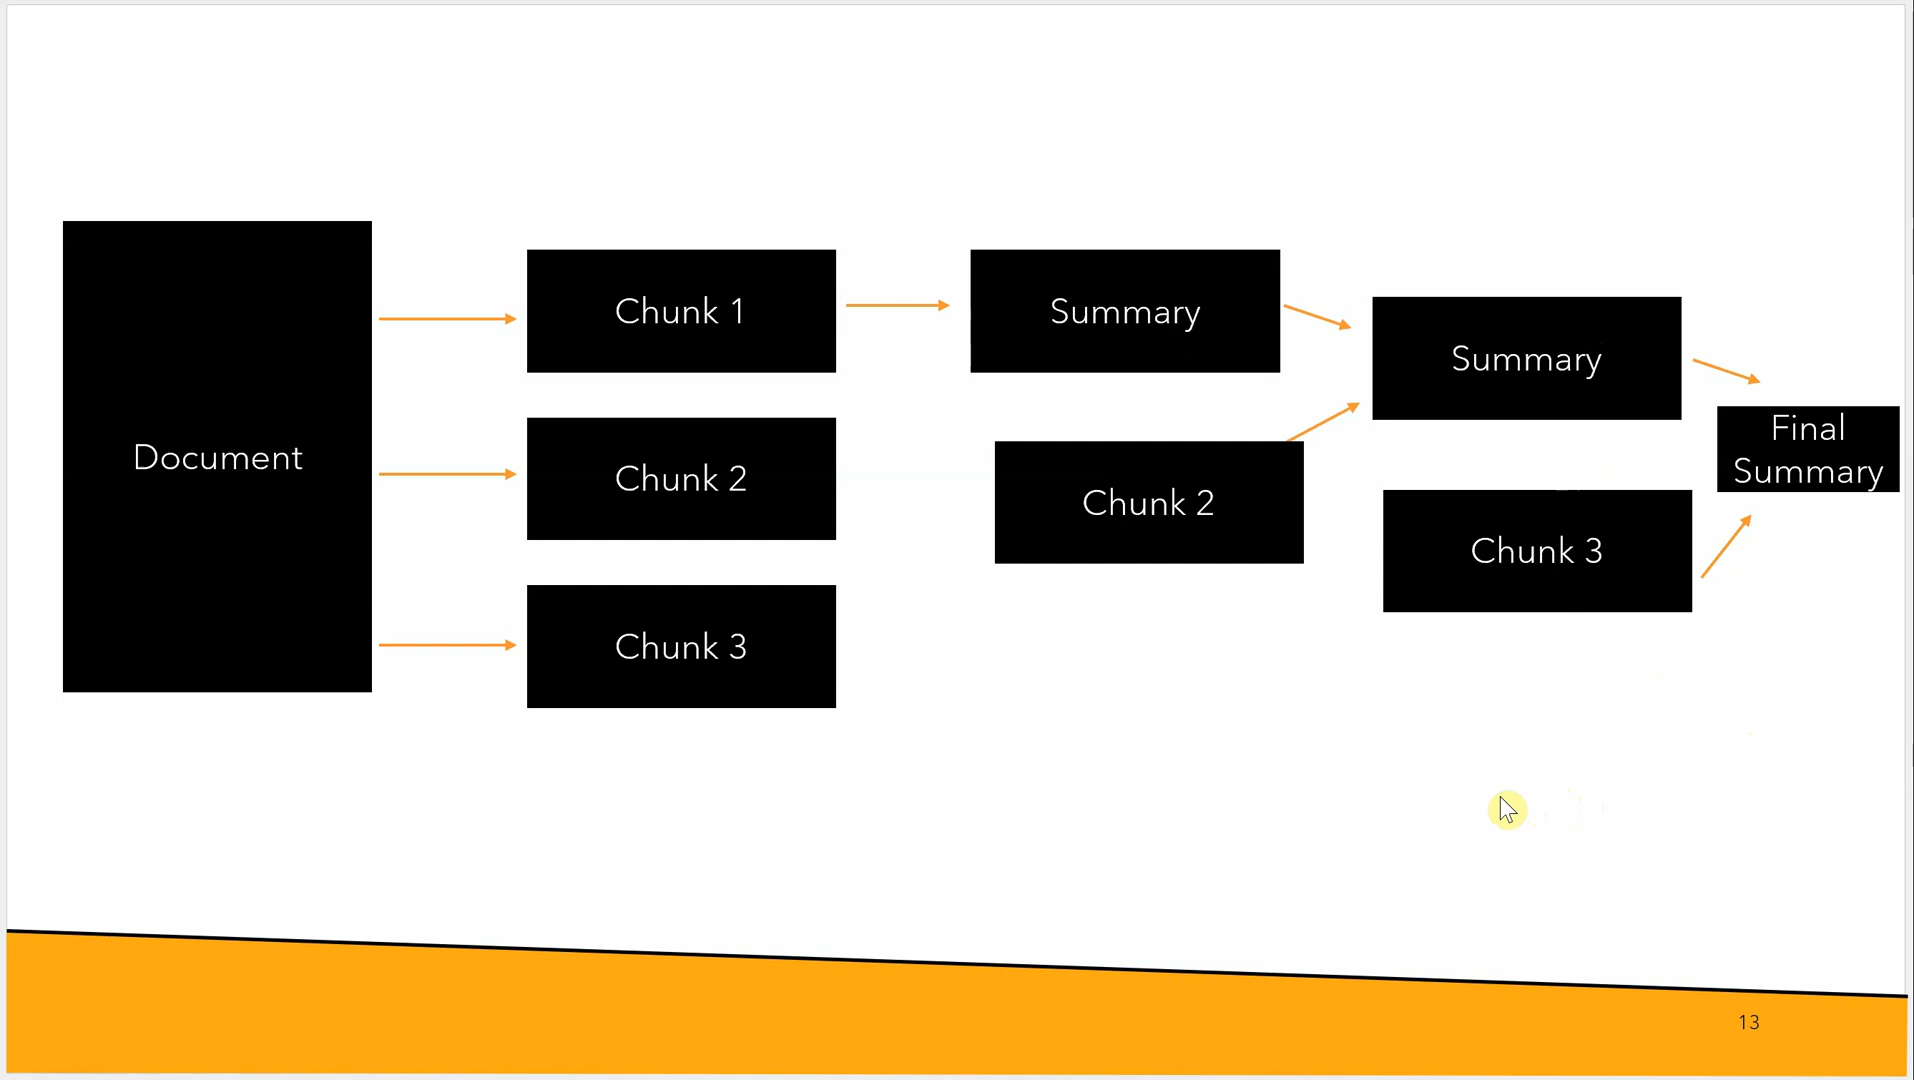 Document
Chunk 1
Chunk 2
Chunk 3
Summary
Chunk 2
Summary
Chunk 3
Final
Summary
13